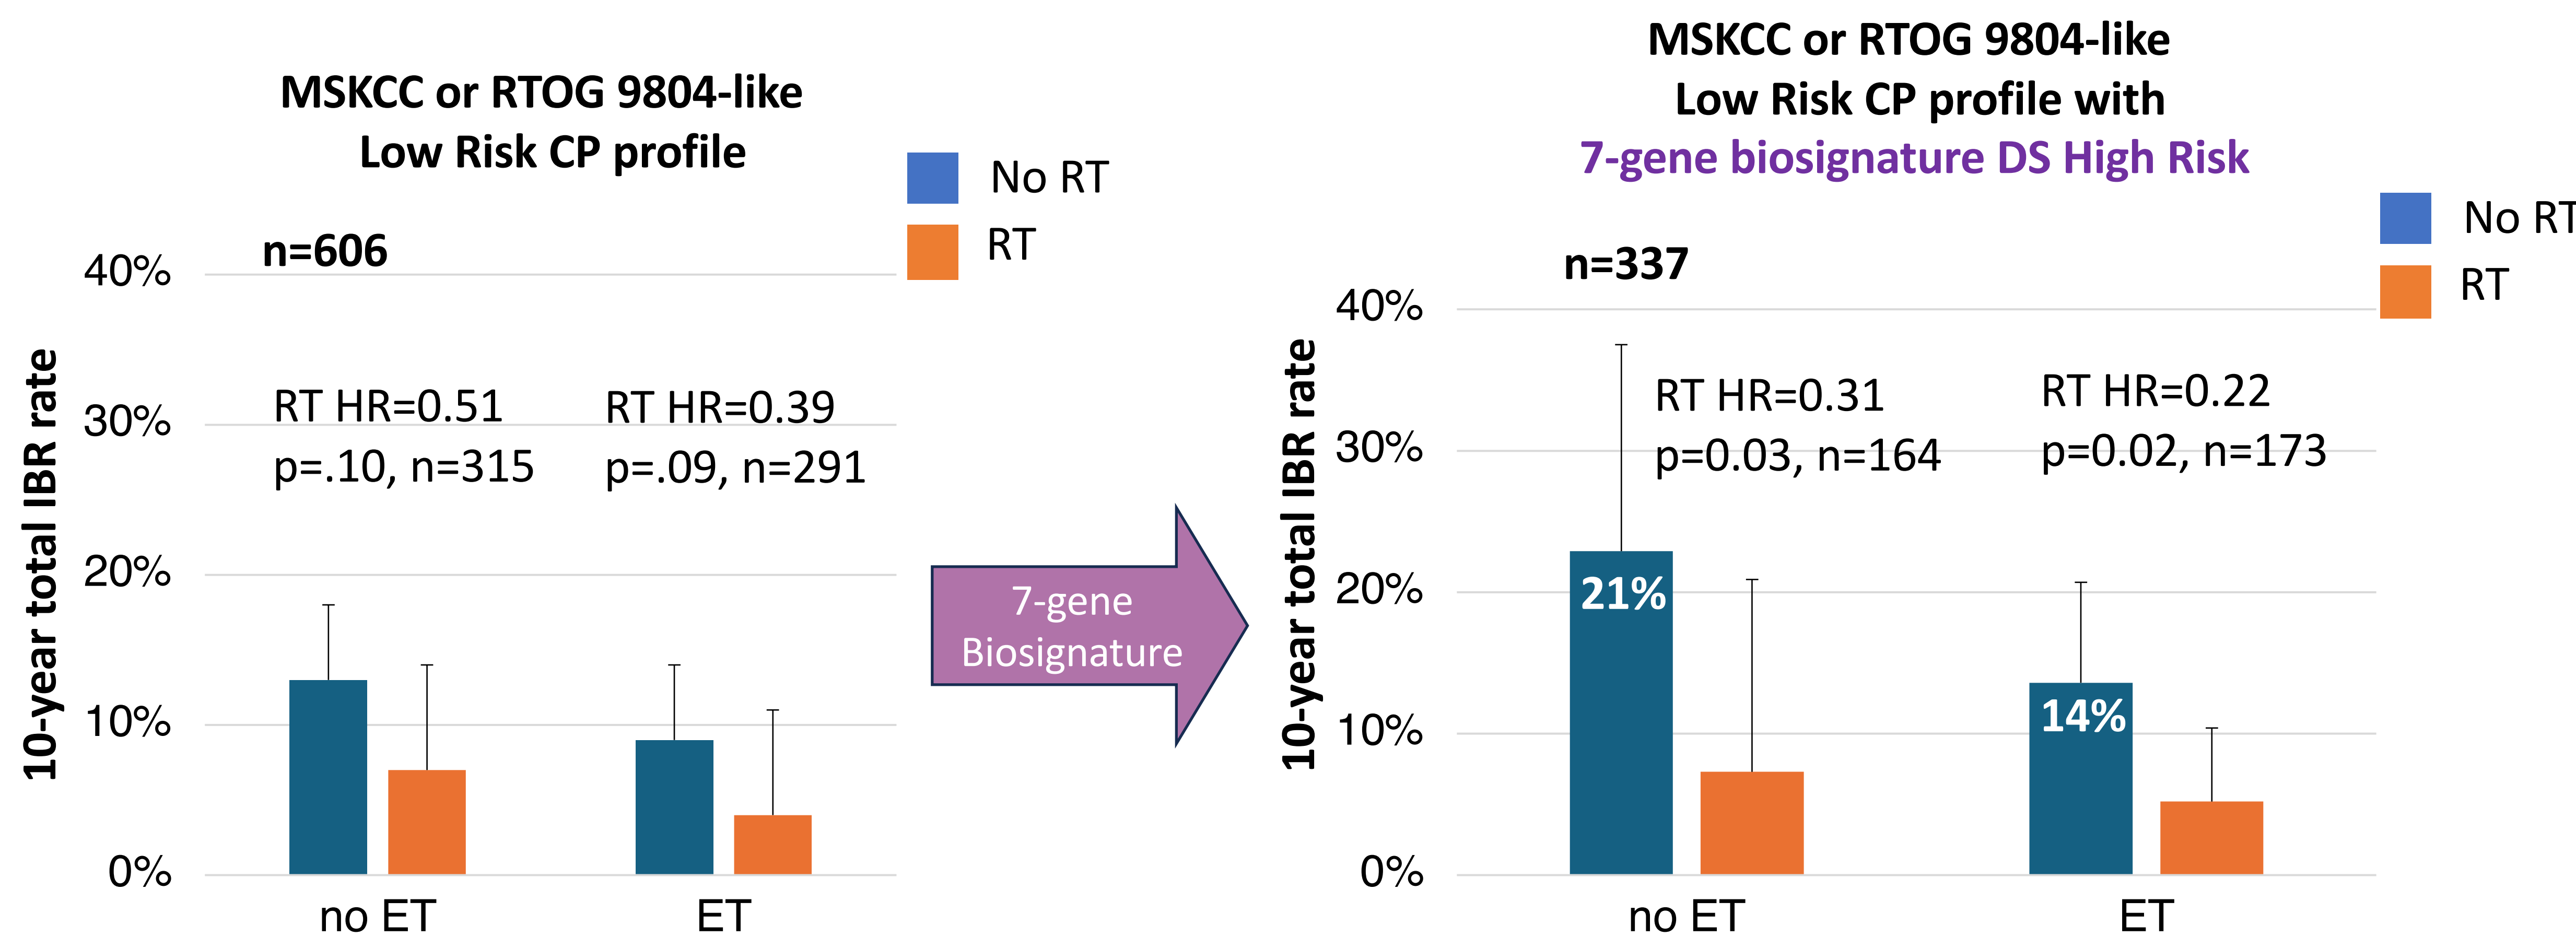 MSKCC or RTOG 9804-like
Low Risk CP profile
No RT
RT
n=606
40%
30%
20%
10%
0%
10-year total IBR rate
RT HR=0.51
p=.10, n=315
RT HR=0.39
p=.09, n=291
no ET
ET
7-gene
Biosignature
MSKCC or RTOG 9804-like
Low Risk CP profile with
7-gene biosignature DS High Risk
No RT
RT
n=337
40%
30%
20%
10%
0%
10-year total IBR rate
RT HR=0.31
p=0.03, n=164
RT HR=0.22
p=0.02, n=173
21%
14%
no ET
ET